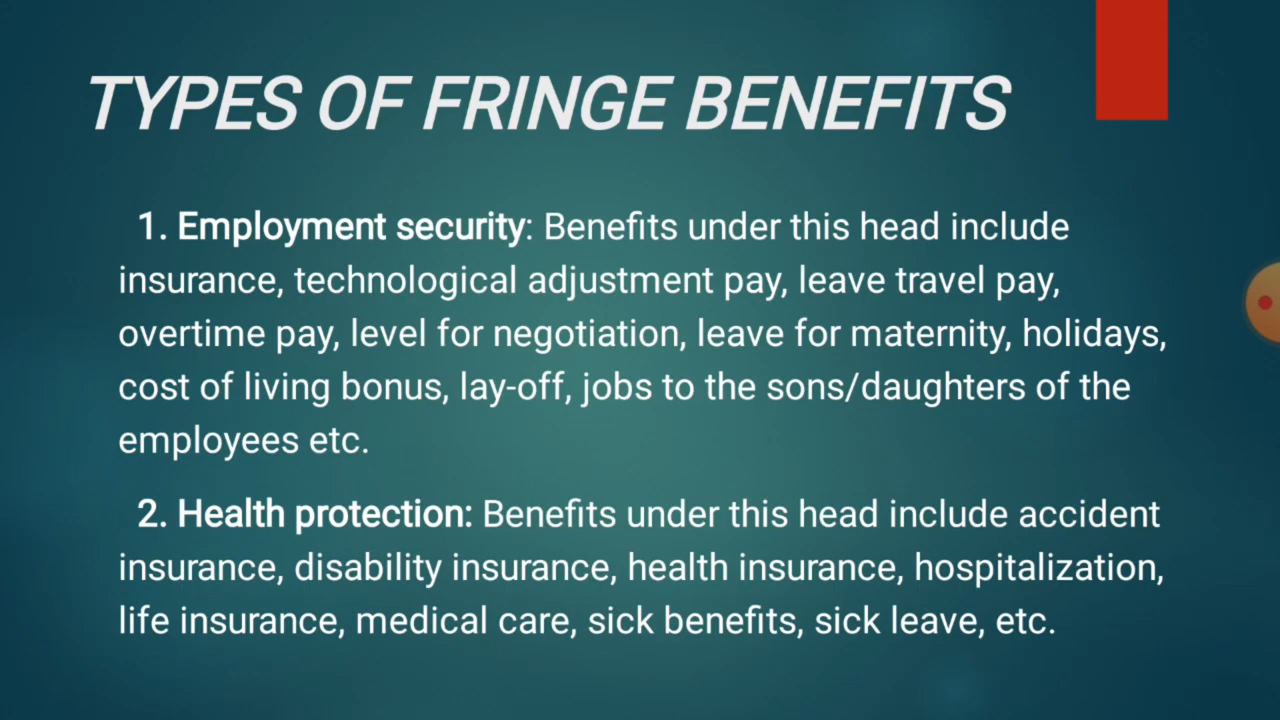 TYPES OF FRINGE BENEFITS
1. Employment security: Benefits under this head include
insurance, technological adjustment pay, leave travel pay,
overtime pay, level for negotiation, leave for maternity, holidays,
cost of living bonus, lay-off, jobs to the sons/daughters of the
employees etc.
2. Health protection: Benefits under this head include accident
insurance, disability insurance, health insurance, hospitalization,
life insurance, medical care, sick benefits, sick leave, etc.